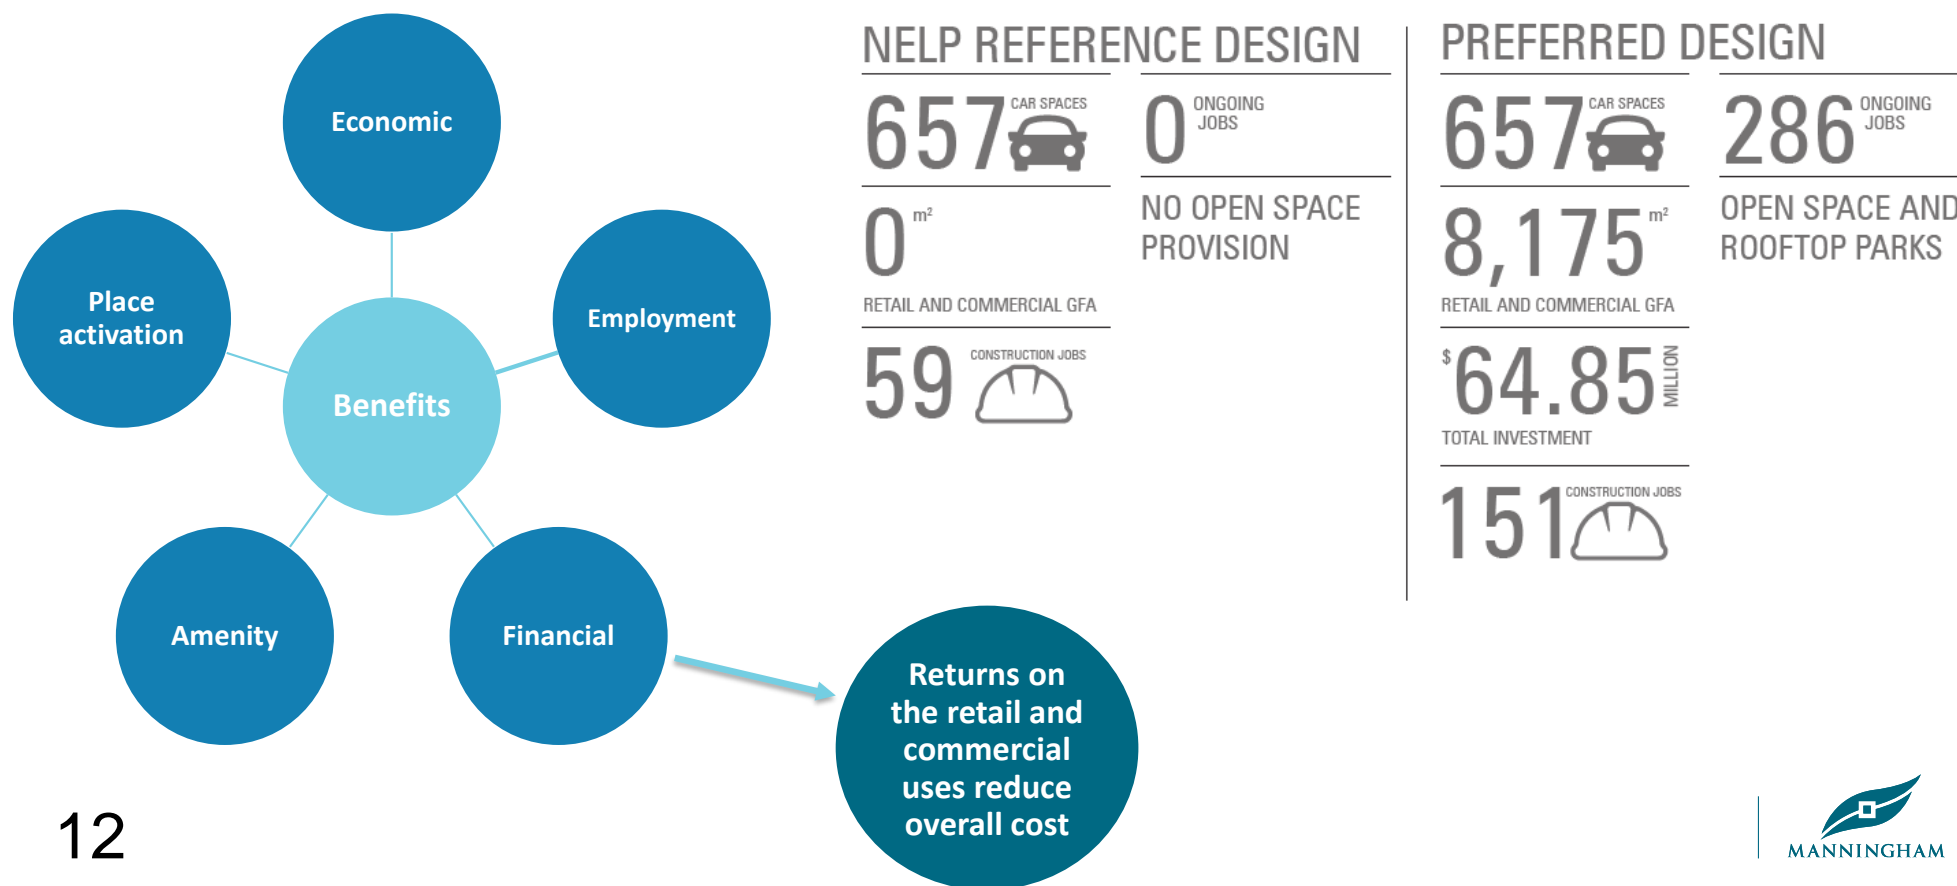 Economic
Place
activation
Employment
Benefits
Amenity
Financial
Returns on
the retail and
commercial
uses reduce
overall cost
NELP REFERENCE DESIGN
657 CAR SPACES
0 ONGOING
JOBS
0 m²
RETAIL AND COMMERCIAL GFA
NO OPEN SPACE
PROVISION
59 CONSTRUCTION JOBS
PREFERRED DESIGN
657 CAR SPACES
286 ONGOING
JOBS
8,175 m²
RETAIL AND COMMERCIAL GFA
OPEN SPACE AND
ROOFTOP PARKS
$64.85 MILLION
TOTAL INVESTMENT
151 CONSTRUCTION JOBS
12
MANNINGHAM